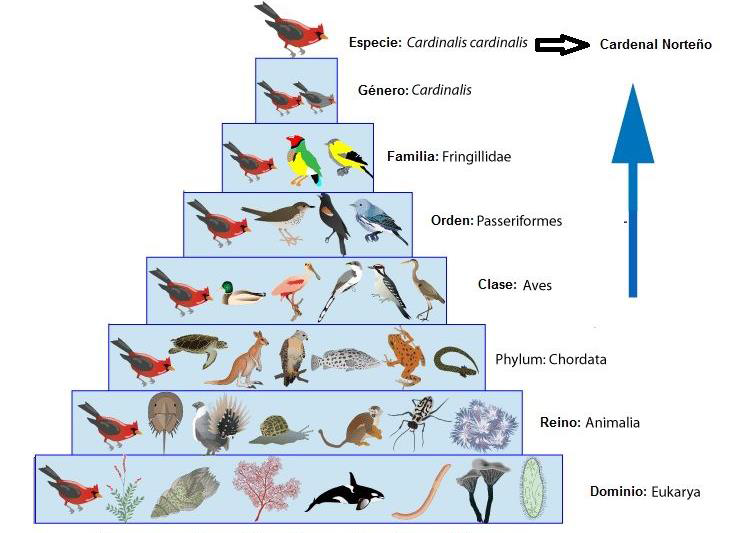 Especie: Cardinalis cardinalis Cardenal Norteño
Género: Cardinalis
Familia: Fringillidae
Orden: Passeriformes
Clase: Aves
Phylum: Chordata
Reino: Animalia
Dominio: Eukarya